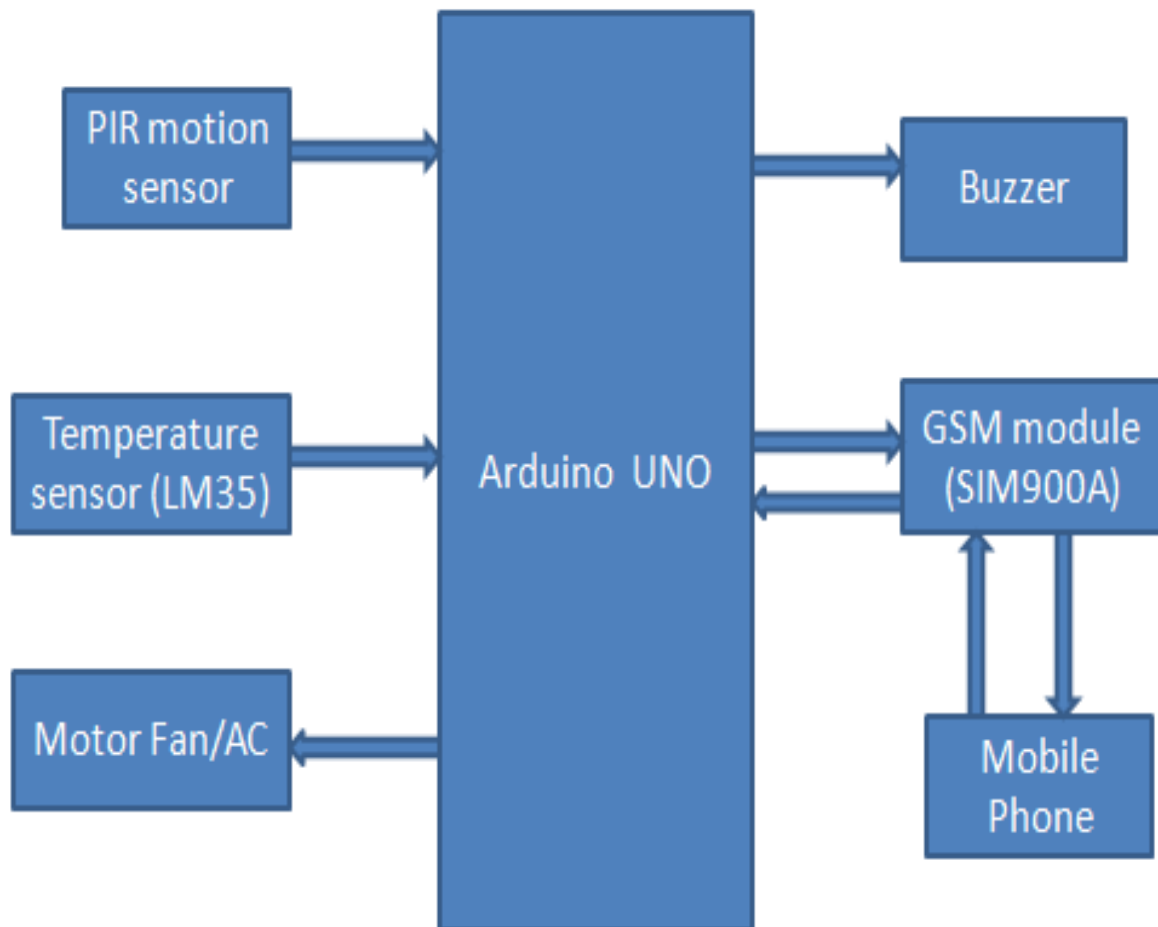 PIR motion
sensor
Buzzer
Temperature
sensor (LM35)
Arduino UNO
GSM module
(SIM900A)
Motor Fan/AC
Mobile
Phone